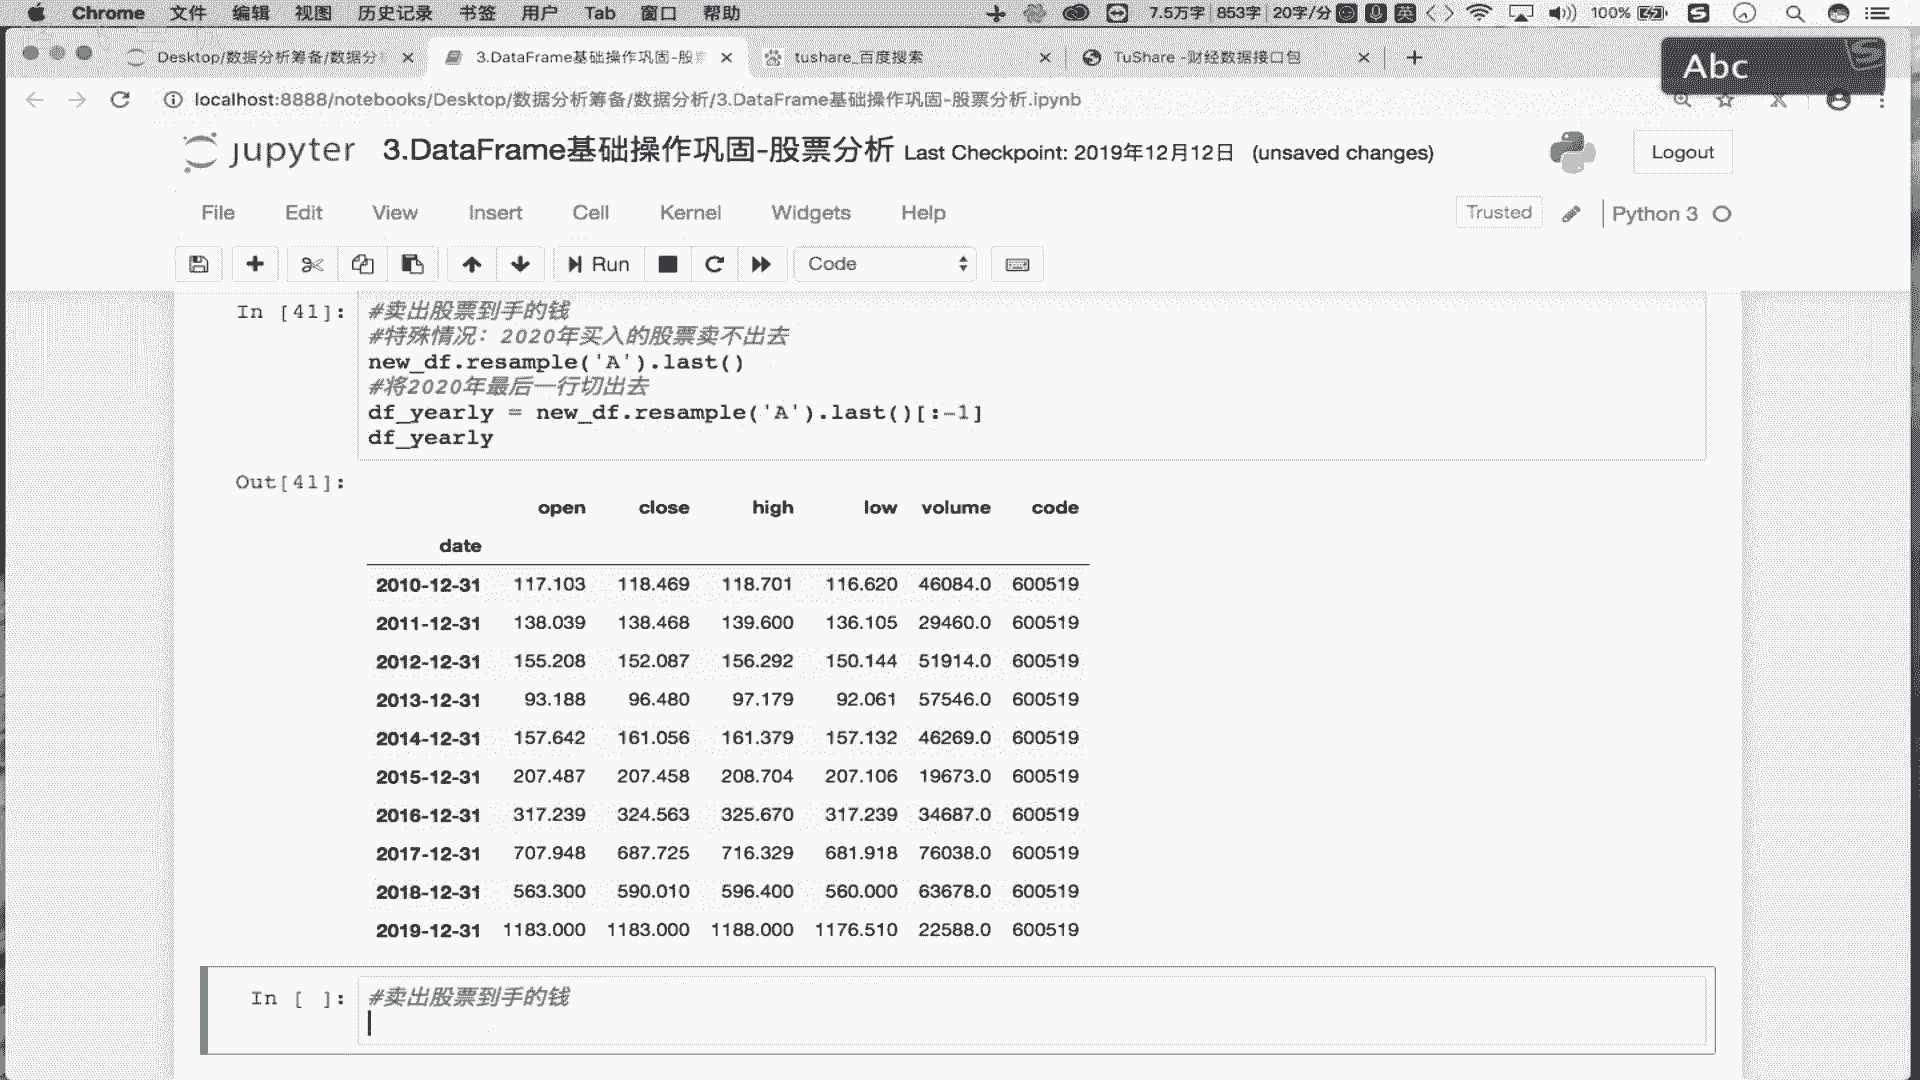 Chrome 文件 编辑 视图 历史记录 书签 用户 Tab 窗口 帮助 7.5万字 853字 20字/分 英 100%
Desktop/数据分析筹备/数据分 3.DataFrame基础操作巩固-股 tushare_百度搜索 TuShare -财经数据接口包
Abc
localhost:8888/notebooks/Desktop/数据分析筹备/数据分析/3.DataFrame基础操作巩固-股票分析.ipynb
jupyter 3.DataFrame基础操作巩固-股票分析 Last Checkpoint: 2019年12月12日 (unsaved changes) Logout
File Edit View Insert Cell Kernel Widgets Help Trusted Python 3
Run Code
In [41]: #卖出股票到手的钱
#特殊情况：2020年买入的股票卖不出去
new_df.resample('A').last()
#将2020年最后一行切出去
df_yearly = new_df.resample('A').last()[:-1]
df_yearly
Out[41]:
open close high low volume code
date
2010-12-31 117.103 118.469 118.701 116.620 46084.0 600519
2011-12-31 138.039 138.468 139.600 136.105 29460.0 600519
2012-12-31 155.208 152.087 156.292 150.144 51914.0 600519
2013-12-31 93.188 96.480 97.179 92.061 57546.0 600519
2014-12-31 157.642 161.056 161.379 157.132 46269.0 600519
2015-12-31 207.487 207.458 208.704 207.106 19673.0 600519
2016-12-31 317.239 324.563 325.670 317.239 34687.0 600519
2017-12-31 707.948 687.725 716.329 681.918 76038.0 600519
2018-12-31 563.300 590.010 596.400 560.000 63678.0 600519
2019-12-31 1183.000 1183.000 1188.000 1176.510 22588.0 600519
In [ ]: #卖出股票到手的钱